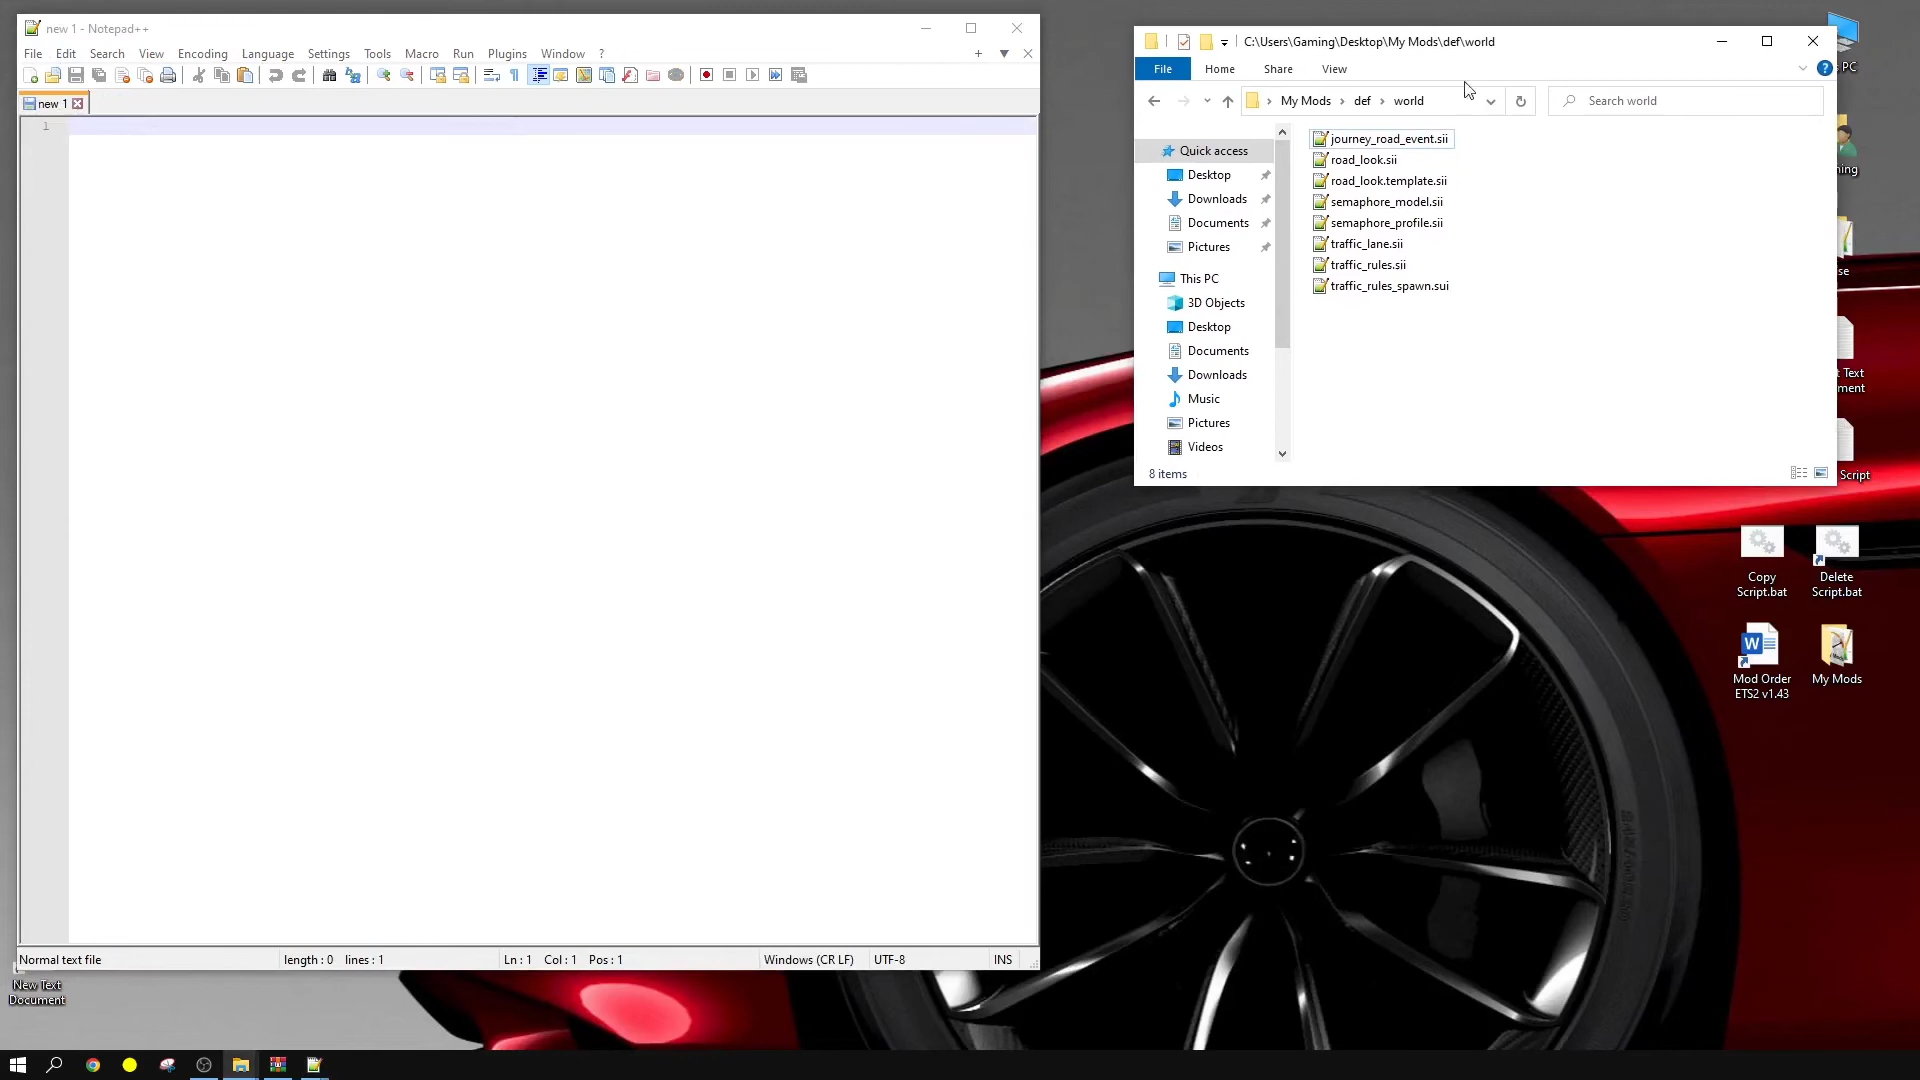 new 1 - Notepad++
File Edit Search View Encoding Language Settings Tools Macro Run Plugins Window ?
new 1
1
Normal text file length : 0 lines : 1 Ln : 1 Col : 1 Pos : 1 Windows (CR LF) UTF-8 INS
C:\Users\Gaming\Desktop\My Mods\def\world
File Home Share View
My Mods def world
Search world
Quick access
Desktop
Downloads
Documents
Pictures
This PC
3D Objects
Desktop
Documents
Downloads
Music
Pictures
Videos
journey_road_event.sii
road_look.sii
road_look.template.sii
semaphore_model.sii
semaphore_profile.sii
traffic_lane.sii
traffic_rules.sii
traffic_rules_spawn.sui
8 items
PC
ning
se
t Text
ment
Script
Copy
Script.bat
Delete
Script.bat
W
Mod Order
ETS2 v1.43
My Mods
New Text
Document